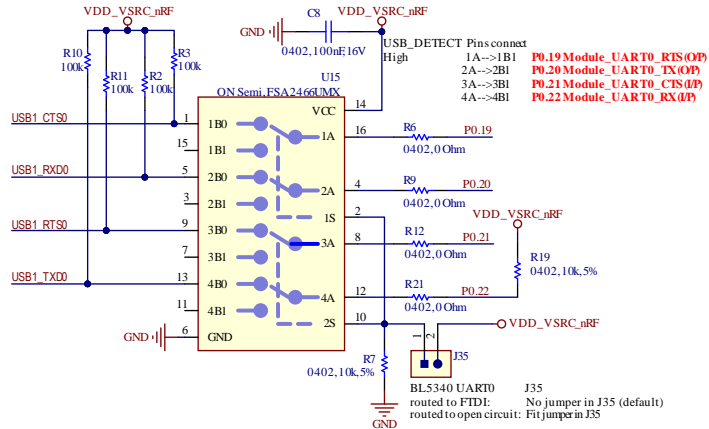 VDD_VSRC_nRF
C8
VDD_VSRC_nRF
GND
0402,100nF,16V
USB_DETECT Pins connect
High 1A-->1B1 P0.19 Module_UART0_RTS(O/P)
2A-->2B1 P0.20 Module_UART0_TX(O/P)
3A-->3B1 P0.21 Module_UART0_CTS(I/P)
4A-->4B1 P0.22 Module_UART0_RX(I/P)
R10
100k
R3
100k
R11
100k
R2
100k
U15
ON Semi,FSA2466UMX
USB1_CTS0
USB1_RXD0
USB1_RTS0
USB1_TXD0
1 1B0
15 1B1
5 2B0
3 2B1
9 3B0
7 3B1
13 4B0
11 4B1
GND 6 GND
VCC 14
1A 16
2A 4
1S 2
3A 8
4A 12
2S 10
R6 P0.19
0402,0 Ohm
R9 P0.20
0402,0 Ohm
VDD_VSRC_nRF
R12 P0.21
0402,0 Ohm
R19
0402,10k,5%
R21 P0.22
0402,0 Ohm
R7
0402,10k,5%
GND
1 2
VDD_VSRC_nRF
J35
BL5340 UART0 J35
routed to FTDI: No jumper in J35 (default)
routed to open circuit: Fit jumper in J35